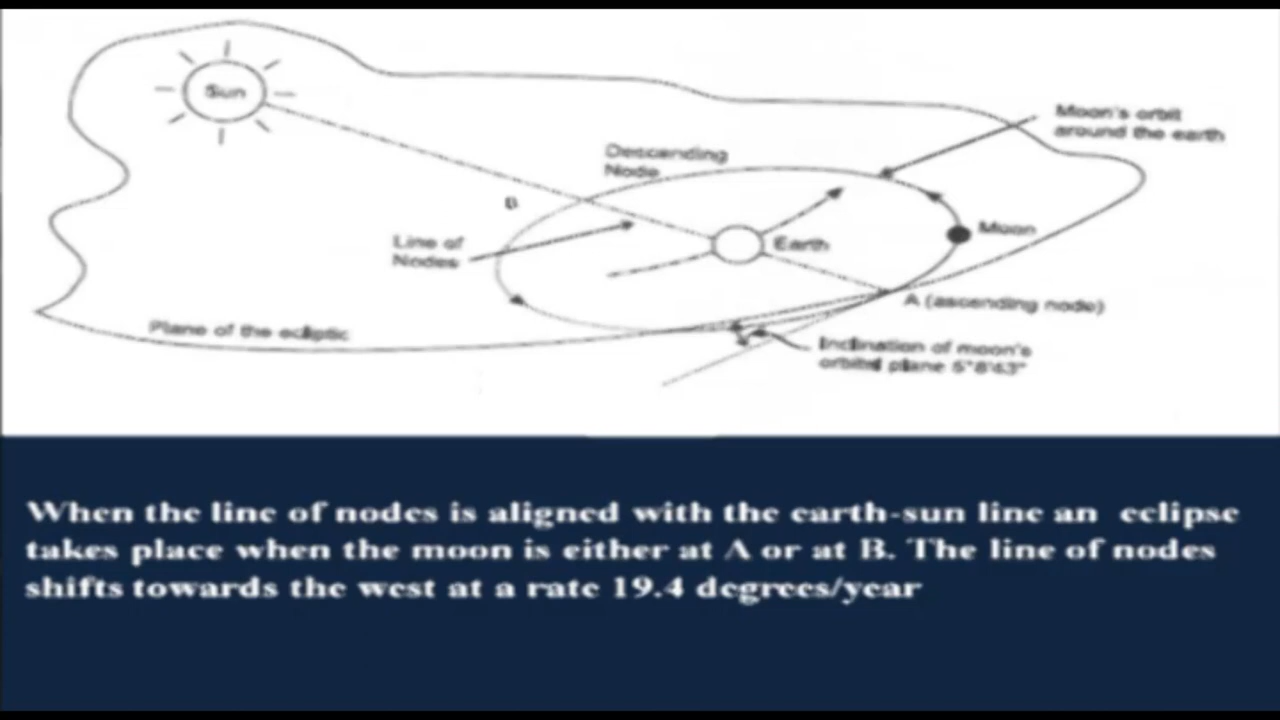 Sun
Moon's orbit
around the earth
Descending
Node
B
Line of
Nodes
Earth
Moon
A (ascending node)
Plane of the ecliptic
Inclination of moon's
orbital plane 5°8'43"
When the line of nodes is aligned with the earth-sun line an eclipse
takes place when the moon is either at A or at B. The line of nodes
shifts towards the west at a rate 19.4 degrees/year